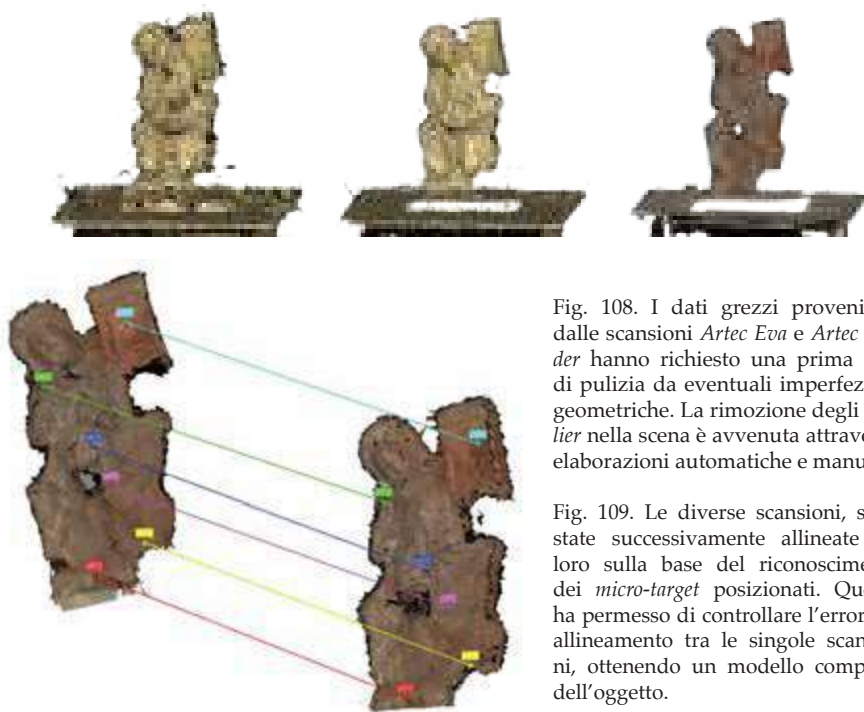 Fig. 108. I dati grezzi proveni
dalle scansioni Artec Eva e Artec
der hanno richiesto una prima
di pulizia da eventuali imperfez
geometriche. La rimozione degli
lier nella scena è avvenuta attrave
elaborazioni automatiche e manu
Fig. 109. Le diverse scansioni, s
state successivamente allineate
loro sulla base del riconoscime
dei micro-target posizionati. Que
ha permesso di controllare l’error
allineamento tra le singole scan
ni, ottenendo un modello comp
dell’oggetto.